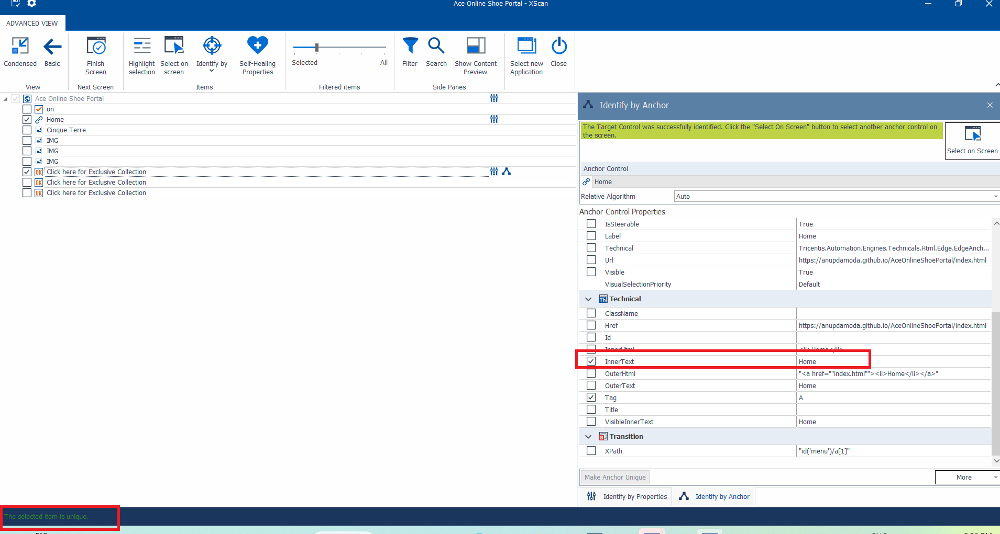 Ace Online Shoe Portal - XScan
ADVANCED VIEW
Condensed
Basic
View
Finish
Screen
Next Screen
Highlight
selection
Select on
screen
Identify by
Self-Healing
Properties
Items
Selected
All
Filtered items
Filter
Search
Show Content
Preview
Side Panes
Select new
Application
Close
Ace Online Shoe Portal
on
Home
Cinque Terre
IMG
IMG
IMG
OK Click here for Exclusive Collection
OK Click here for Exclusive Collection
OK Click here for Exclusive Collection
Identify by Anchor
The Target Control was successfully identified. Click the "Select On Screen" button to select another anchor control on
the screen.
Select on Screen
Anchor Control
Home
Relative Algorithm Auto
Anchor Control Properties
IsSteerable True
Label Home
Technical Tricentis.Automation.Engines.Technicals.Html.Edge.EdgeAnch...
Url https://anupdamoda.github.io/AceOnlineShoePortal/index.html
Visible True
VisualSelectionPriority Default
Technical
ClassName
Href https://anupdamoda.github.io/AceOnlineShoePortal/index.html
Id
InnerHtml <li>Home</li>
InnerText Home
OuterHtml "<a href=""index.html""><li>Home</li></a>"
OuterText Home
Tag A
Title
VisibleInnerText Home
Transition
XPath "id('menu')/a[1]"
Make Anchor Unique
More
Identify by Properties
Identify by Anchor
The selected item is unique.